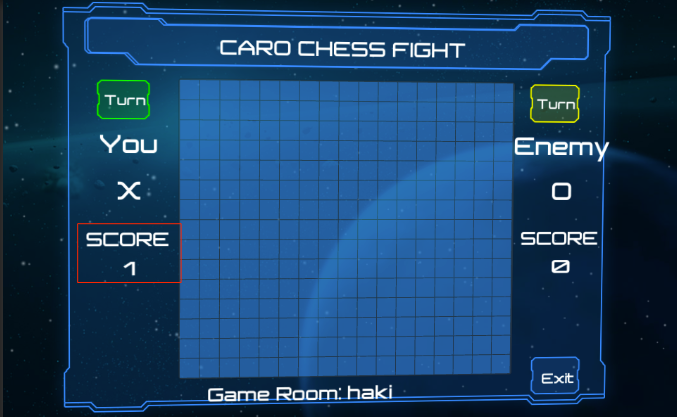 CARO CHESS FIGHT
Turn
You
X
SCORE
1
Turn
Enemy
O
SCORE
0
Game Room: haki
Exit